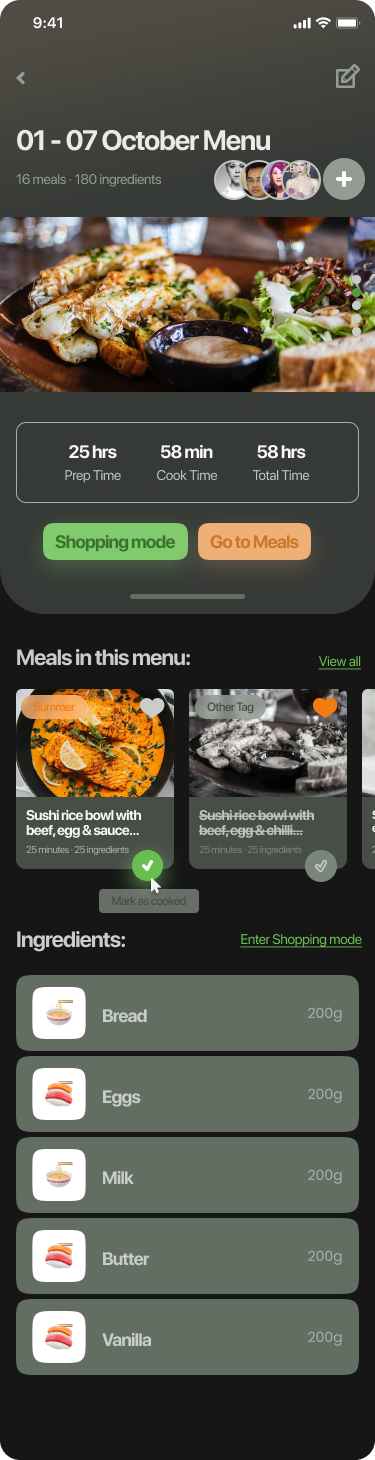 9:41
01 - 07 October Menu
16 meals · 180 ingredients
25 hrs
58 min
58 hrs
Prep Time
Cook Time
Total Time
Shopping mode
Go to Meals
Meals in this menu:
View all
Summer
Other Tag
Sushi rice bowl with
beef, egg & sauce...
25 minutes · 25 ingredients
Sushi rice bowl with
beef, egg & chilli...
25 minutes · 25 ingredients
Mark as cooked
Ingredients:
Enter Shopping mode
Bread
200g
Eggs
200g
Milk
200g
Butter
200g
Vanilla
200g